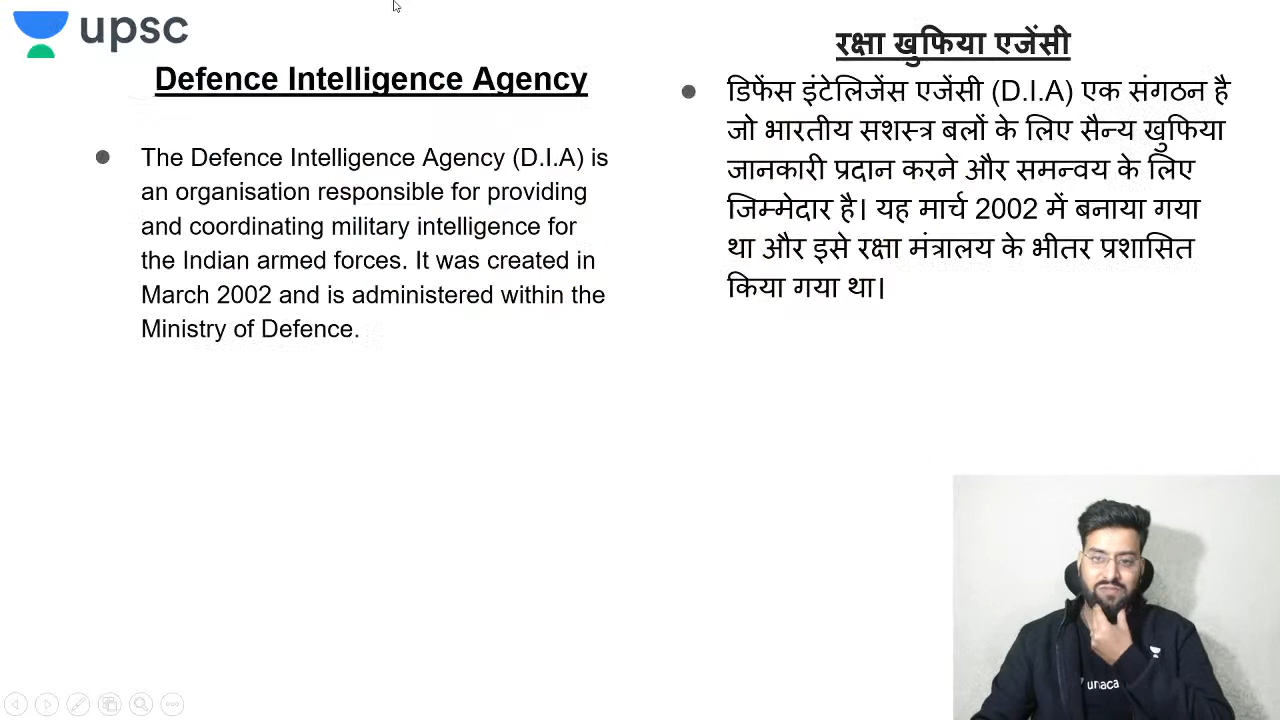 upsc
Defence Intelligence Agency
The Defence Intelligence Agency (D.I.A) is
an organisation responsible for providing
and coordinating military intelligence for
the Indian armed forces. It was created in
March 2002 and is administered within the
Ministry of Defence.
रक्षा खुफिया एजेंसी
डिफेंस इंटेलिजेंस एजेंसी (D.I.A) एक संगठन है
जो भारतीय सशस्त्र बलों के लिए सैन्य खुफिया
जानकारी प्रदान करने और समन्वय के लिए
जिम्मेदार है। यह मार्च 2002 में बनाया गया
था और इसे रक्षा मंत्रालय के भीतर प्रशासित
किया गया था।